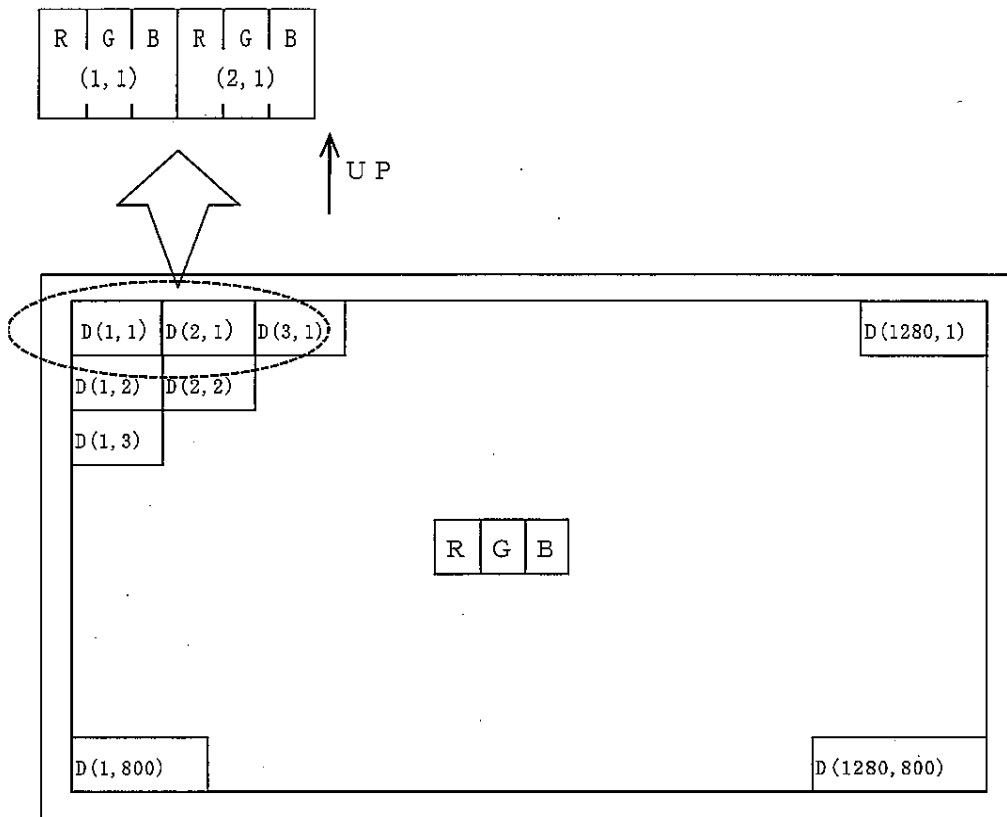 R G B R G B
(1,1) (2,1)
UP
D(1,1) D(2,1) D(3,1) D(1280,1)
D(1,2) D(2,2)
D(1,3)
R G B
D(1,800) D(1280,800)